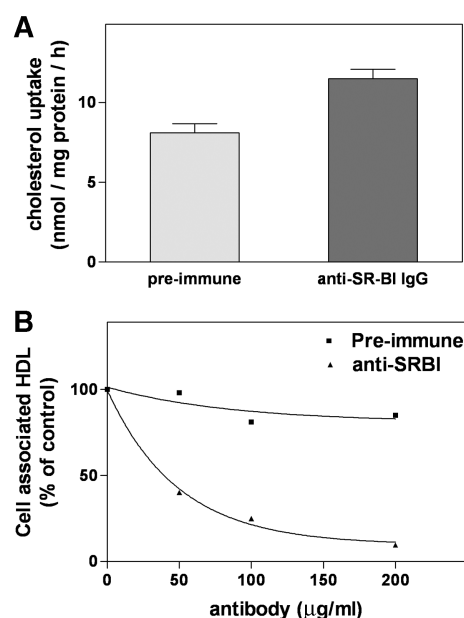 A
cholesterol uptake
(nmol / mg protein / h)
10
5
0
pre-immune
anti-SR-BI IgG
B
Pre-immune
anti-SRBI
Cell associated HDL
(% of control)
100
50
0
0
50
100
150
200
antibody (µg/ml)